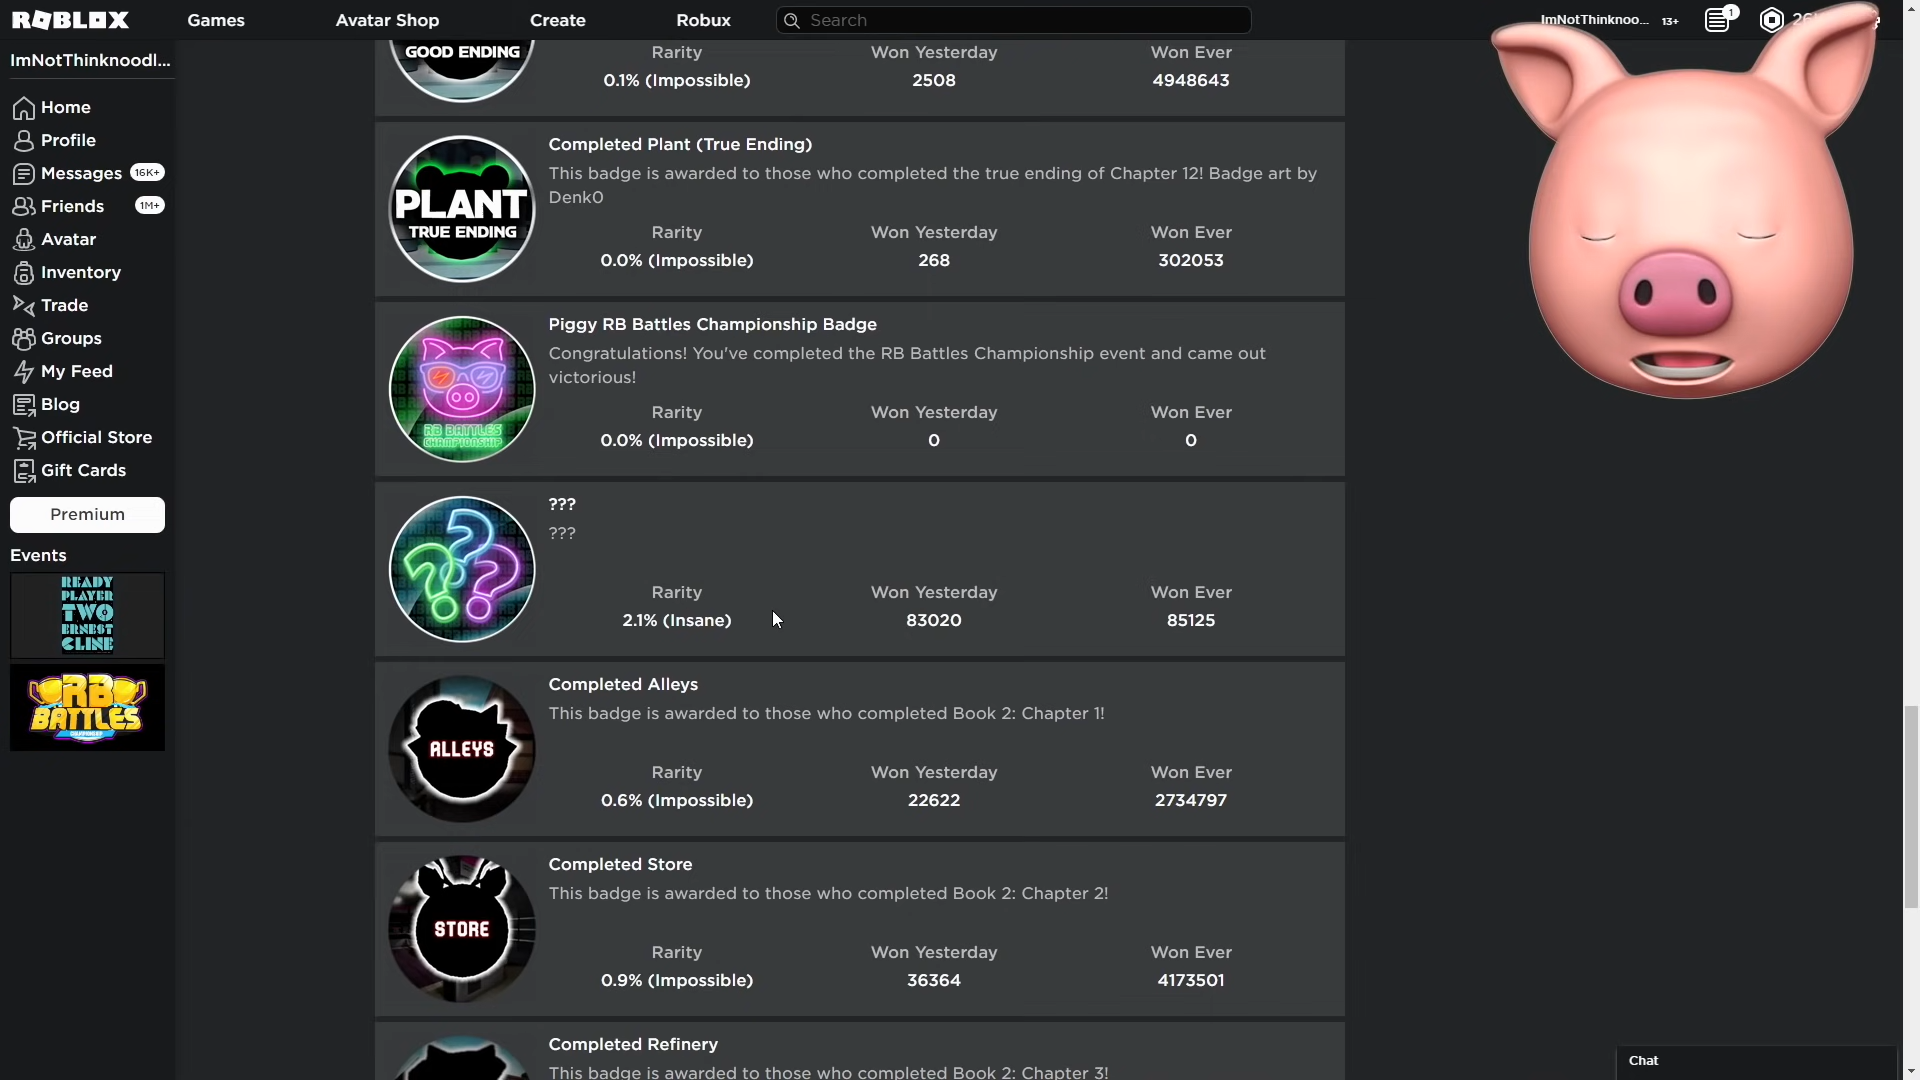 ROBLOX
Games
Avatar Shop
Create
Robux
Search
ImNotThinknoo...
13+
1
ImNotThinknoodl...
Home
Profile
Messages
16K+
Friends
1M+
Avatar
Inventory
Trade
Groups
My Feed
Blog
Official Store
Gift Cards
Premium
Events
READY
PLAYER
TWO
ERNEST
CLINE
RB
BATTLES
CHAMPIONSHIP
GOOD ENDING
Rarity
Won Yesterday
Won Ever
0.1% (Impossible)
2508
4948643
PLANT
TRUE ENDING
Completed Plant (True Ending)
This badge is awarded to those who completed the true ending of Chapter 12! Badge art by
Denk0
Rarity
Won Yesterday
Won Ever
0.0% (Impossible)
268
302053
RB BATTLES
CHAMPIONSHIP
Piggy RB Battles Championship Badge
Congratulations! You've completed the RB Battles Championship event and came out
victorious!
Rarity
Won Yesterday
Won Ever
0.0% (Impossible)
0
0
???
???
???
Rarity
Won Yesterday
Won Ever
2.1% (Insane)
83020
85125
ALLEYS
Completed Alleys
This badge is awarded to those who completed Book 2: Chapter 1!
Rarity
Won Yesterday
Won Ever
0.6% (Impossible)
22622
2734797
STORE
Completed Store
This badge is awarded to those who completed Book 2: Chapter 2!
Rarity
Won Yesterday
Won Ever
0.9% (Impossible)
36364
4173501
Completed Refinery
This badge is awarded to those who completed Book 2: Chapter 3!
Chat